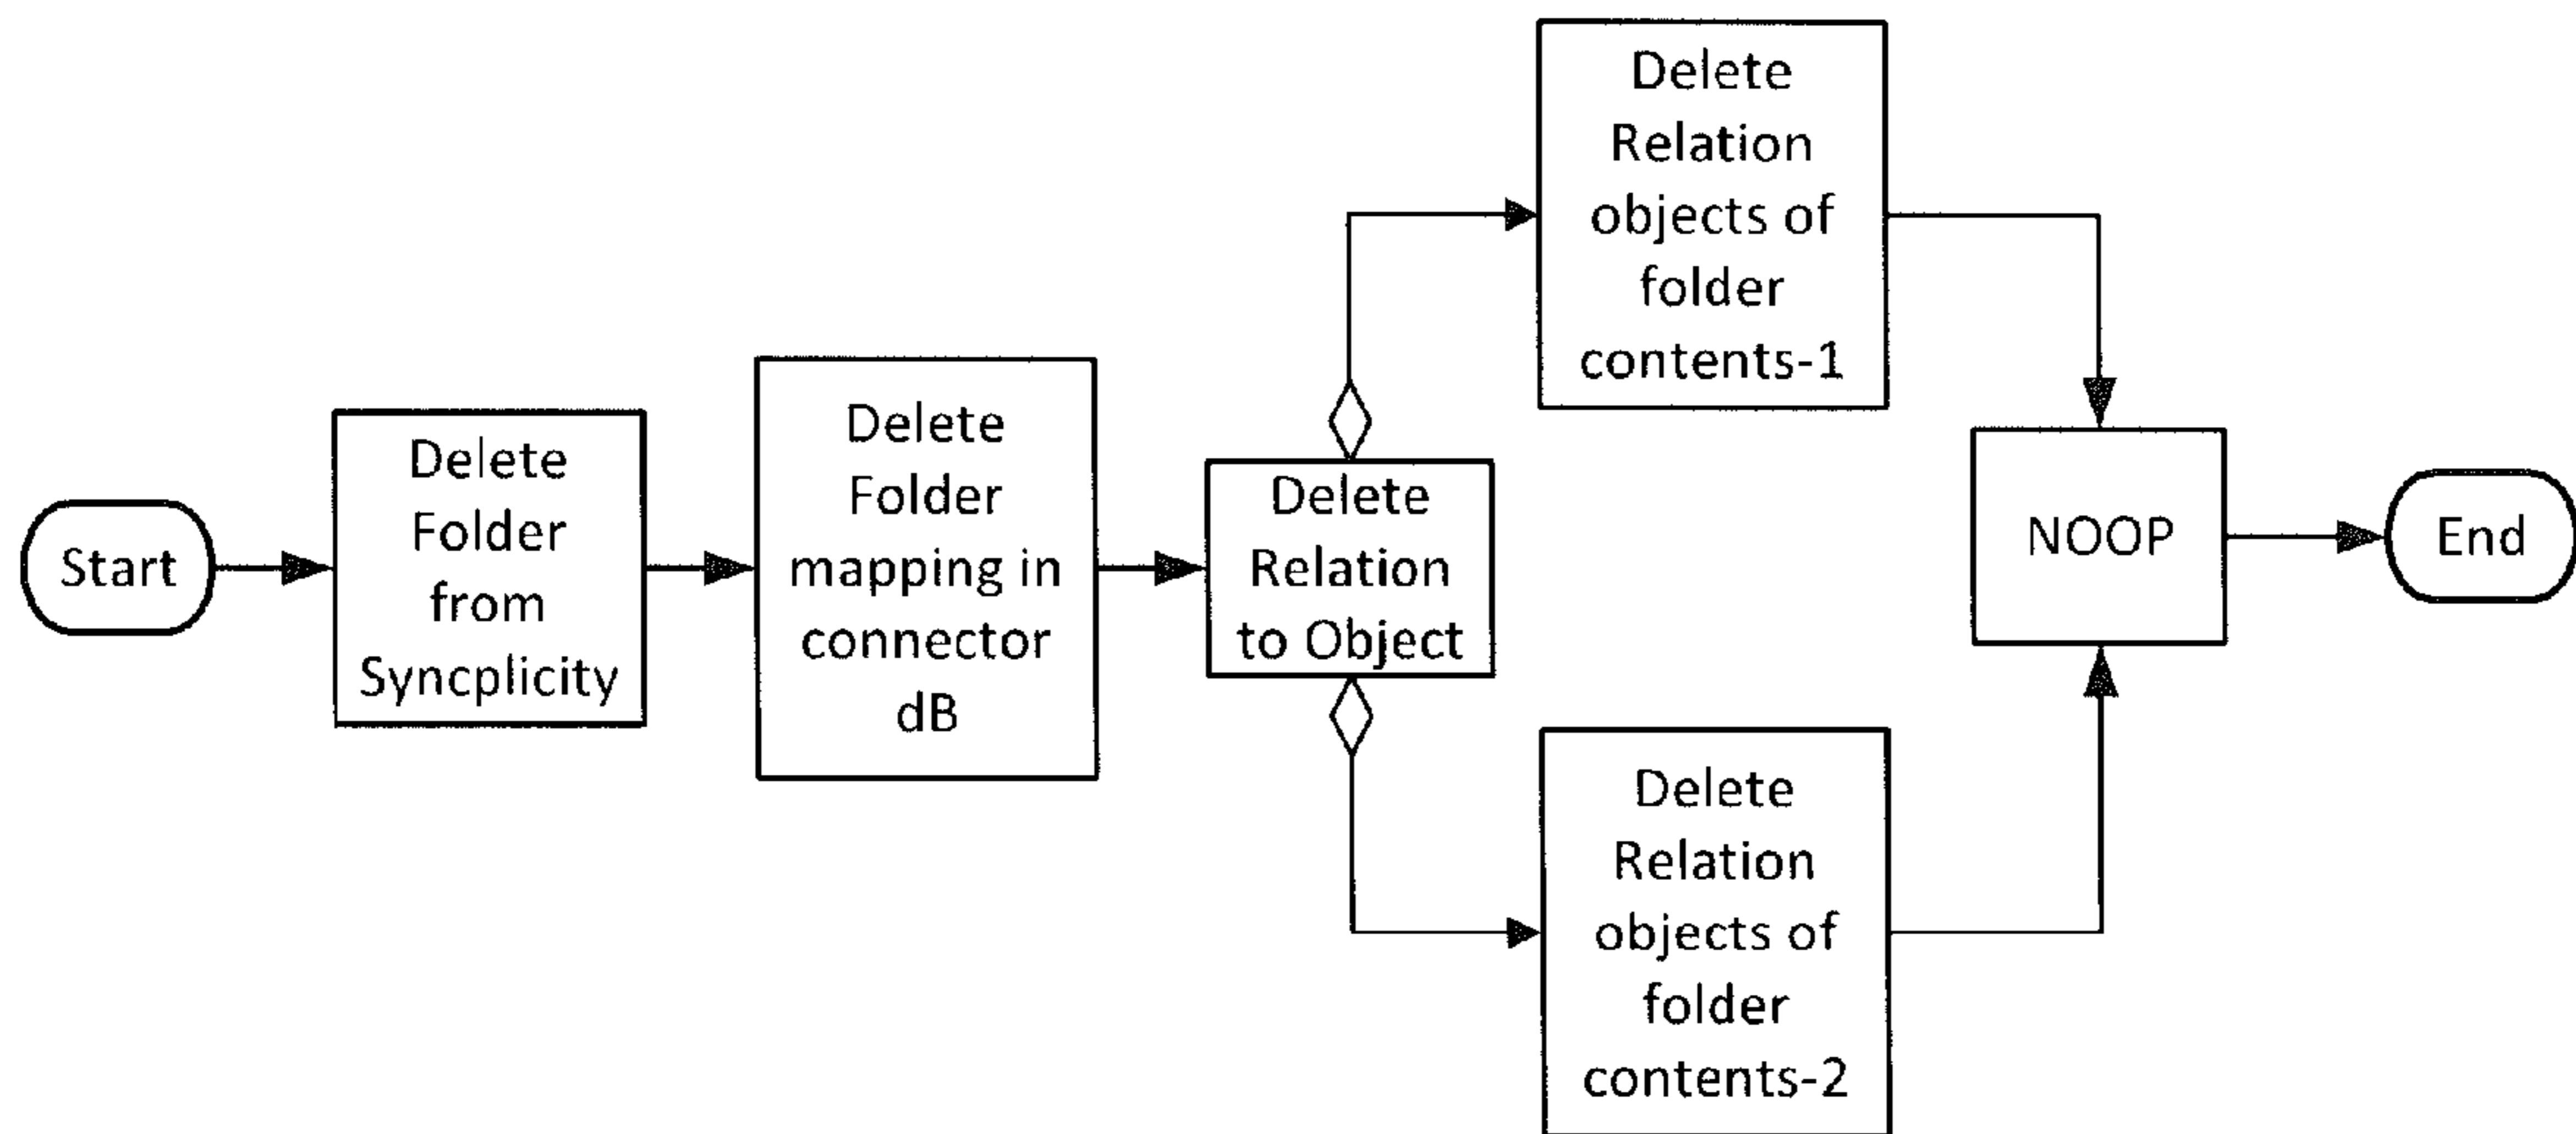 Start
Delete
Folder
from
Syncplicity
Delete
Folder
mapping in
connector
dB
Delete
Relation
to Object
Delete
Relation
objects of
folder
contents-1
Delete
Relation
objects of
folder
contents-2
NOOP
End